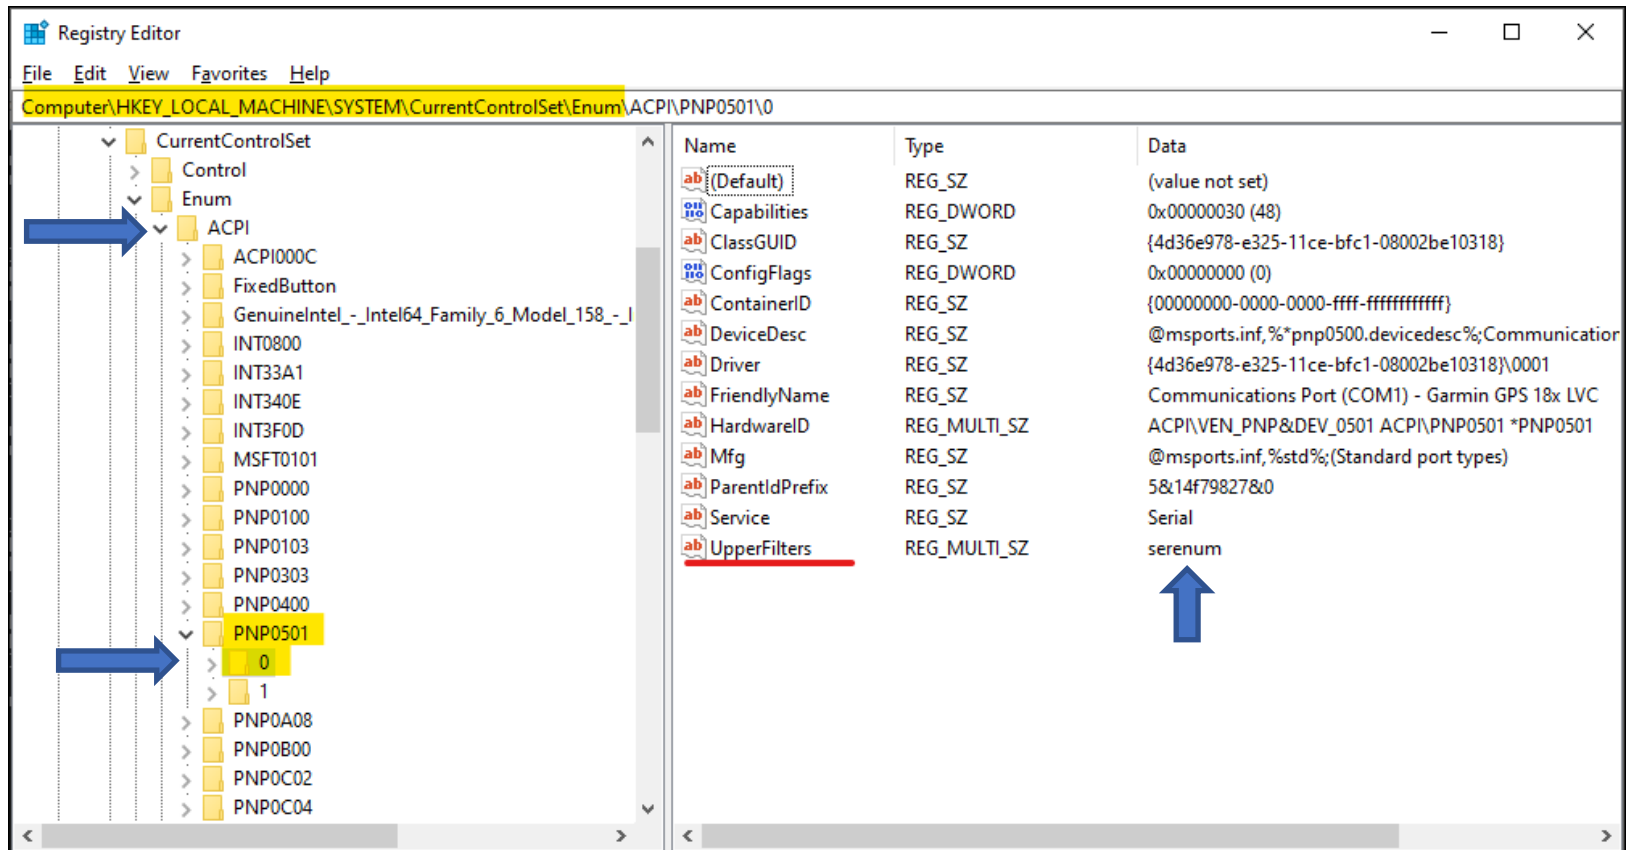 Registry Editor
File Edit View Favorites Help
Computer\HKEY_LOCAL_MACHINE\SYSTEM\CurrentControlSet\Enum\ACPI\PNP0501\0
CurrentControlSet
Control
Enum
ACPI
ACPI000C
FixedButton
GenuineIntel_-_Intel64_Family_6_Model_158_-_I
INT0800
INT33A1
INT340E
INT3F0D
MSFT0101
PNP0000
PNP0100
PNP0103
PNP0303
PNP0400
PNP0501
0
1
PNP0A08
PNP0B00
PNP0C02
PNP0C04
Name Type Data
(Default) REG_SZ (value not set)
Capabilities REG_DWORD 0x00000030 (48)
ClassGUID REG_SZ {4d36e978-e325-11ce-bfc1-08002be10318}
ConfigFlags REG_DWORD 0x00000000 (0)
ContainerID REG_SZ {00000000-0000-0000-ffff-ffffffffffff}
DeviceDesc REG_SZ @msports.inf,%*pnp0500.devicedesc%;Communication
Driver REG_SZ {4d36e978-e325-11ce-bfc1-08002be10318}\0001
FriendlyName REG_SZ Communications Port (COM1) - Garmin GPS 18x LVC
HardwareID REG_MULTI_SZ ACPI\VEN_PNP&DEV_0501 ACPI\PNP0501 *PNP0501
Mfg REG_SZ @msports.inf,%std%;(Standard port types)
ParentIdPrefix REG_SZ 5&14f79827&0
Service REG_SZ Serial
UpperFilters REG_MULTI_SZ serenum